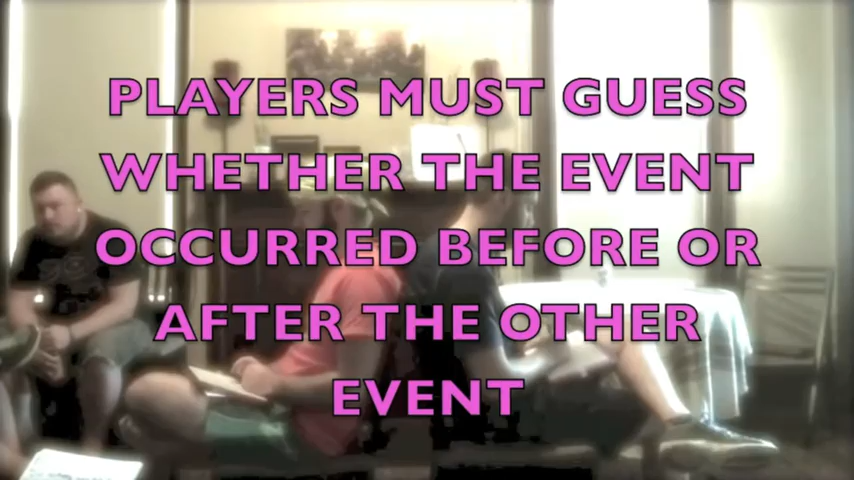 PLAYERS MUST GUESS
WHETHER THE EVENT
OCCURRED BEFORE OR
AFTER THE OTHER
EVENT